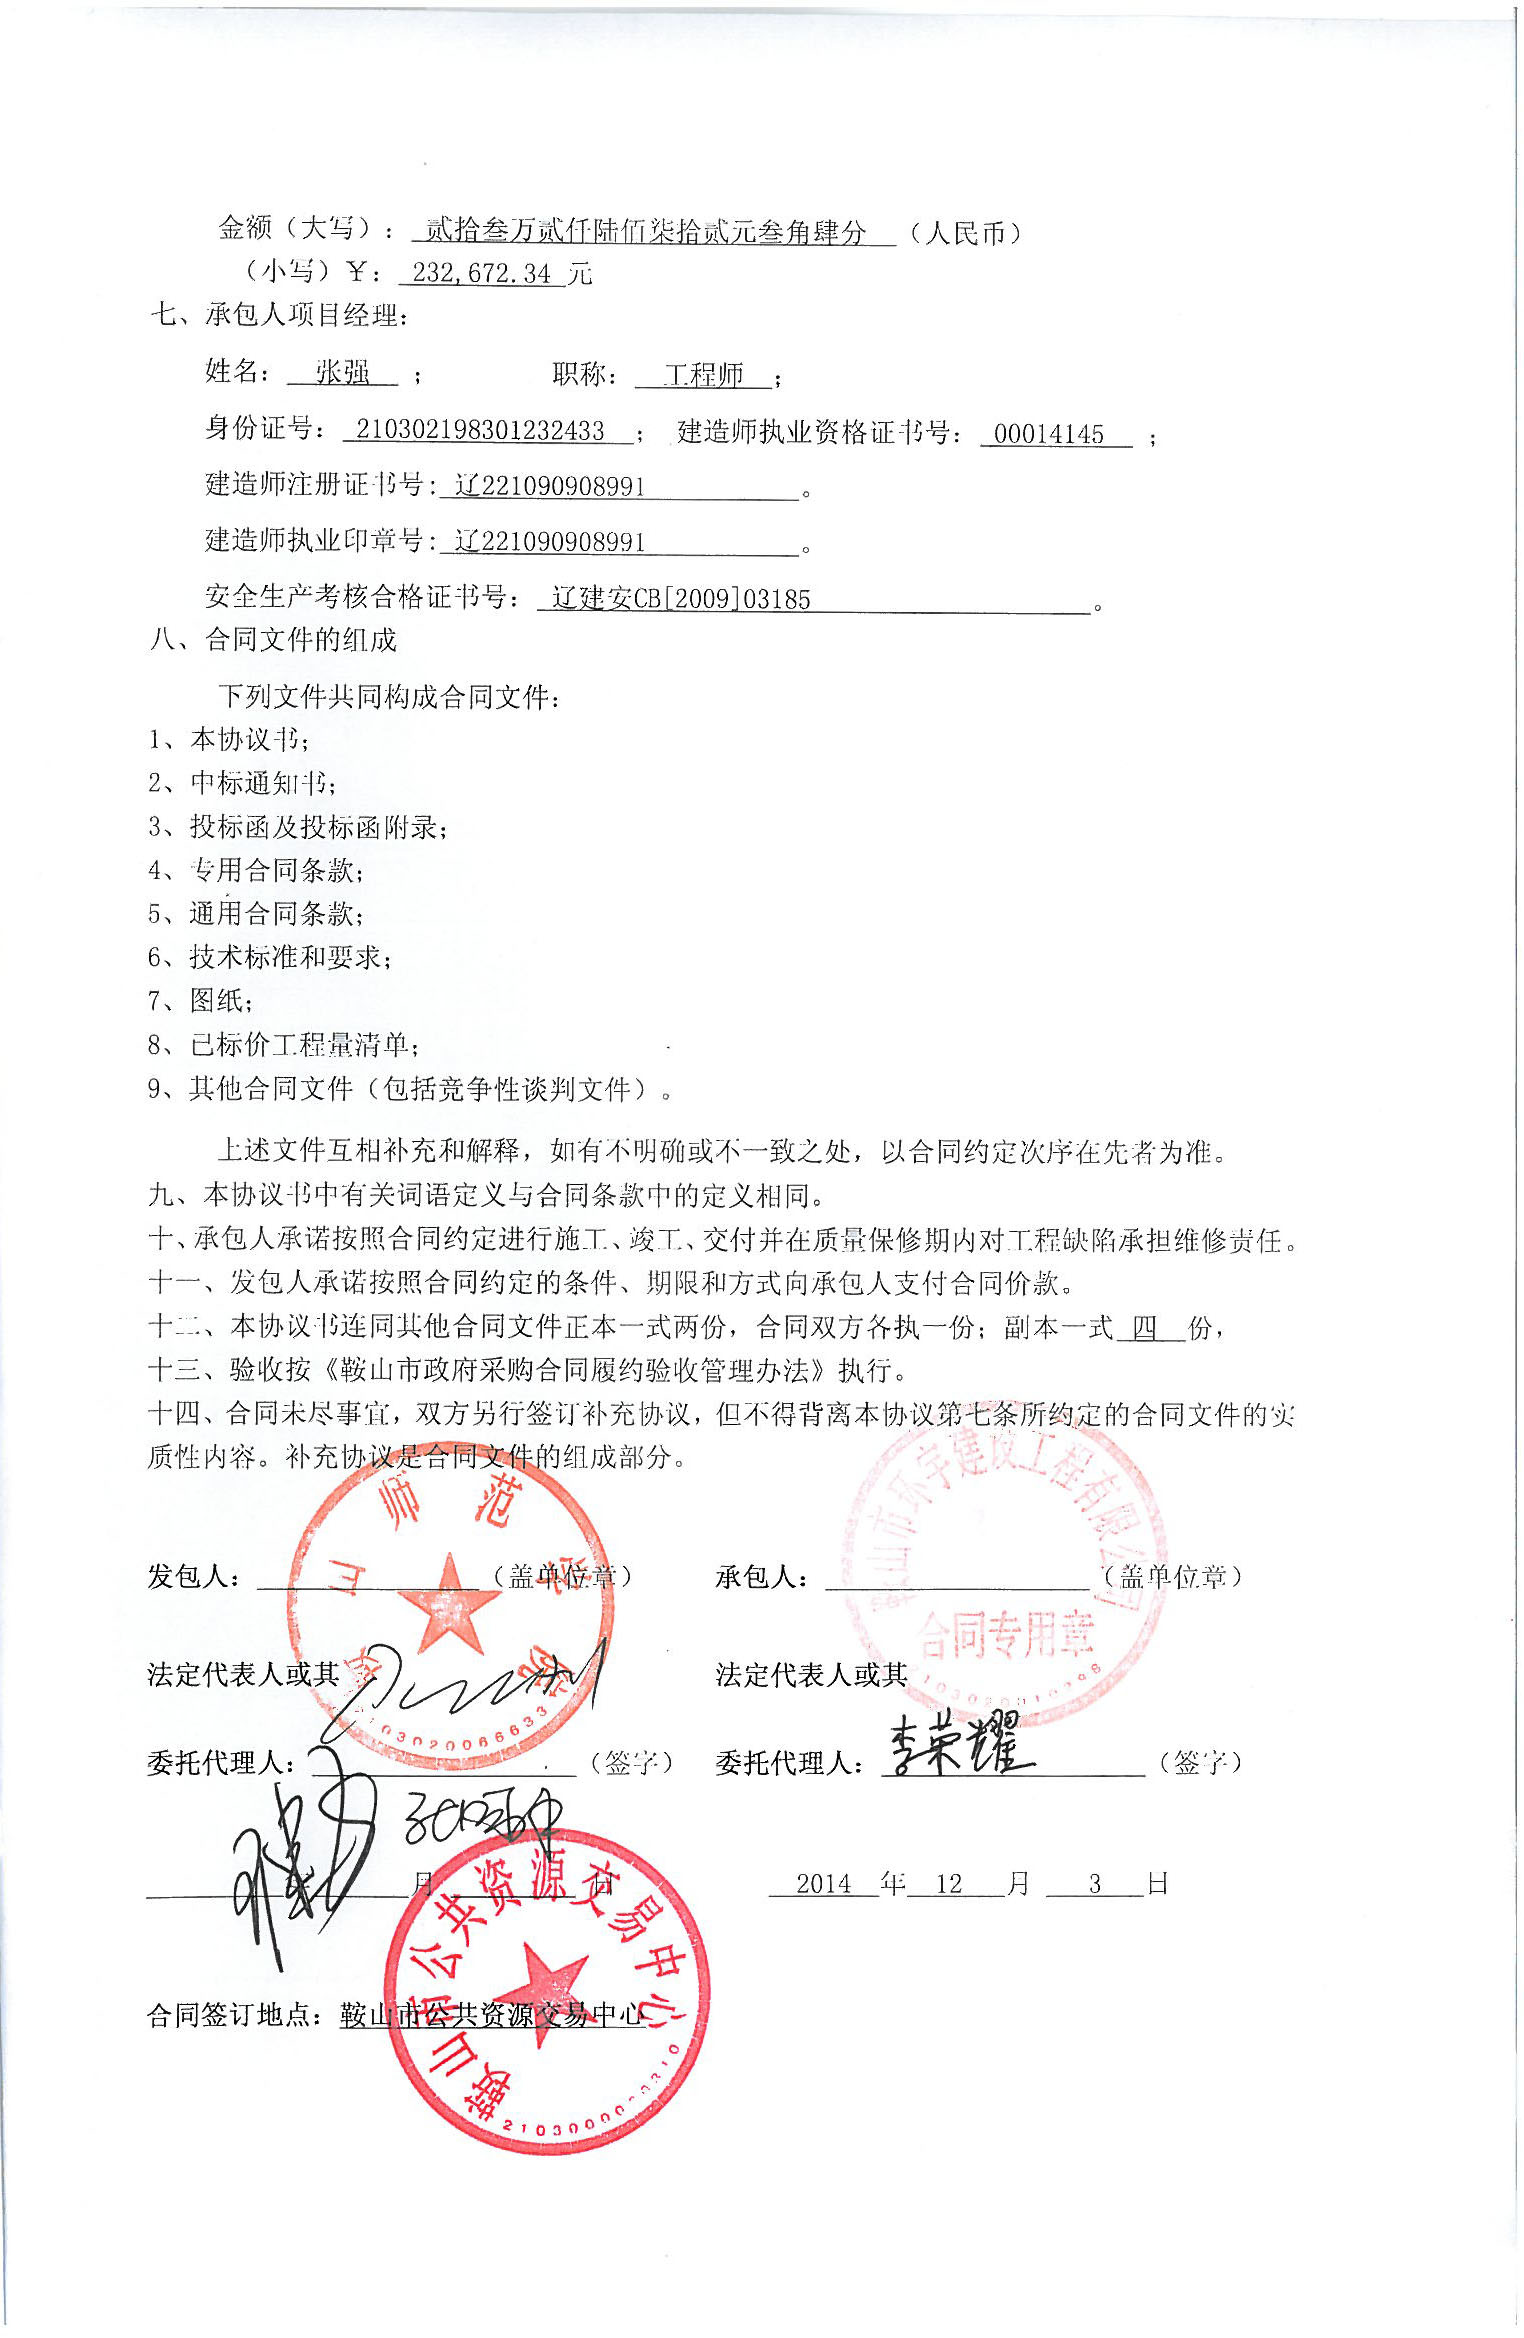 金额（大写）： 贰拾叁万贰仟陆佰柒拾贰元叁角肆分 （人民币）
（小写）￥： 232,672.34 元
七、承包人项目经理：
姓名： 张强 ； 职称： 工程师 ；
身份证号： 210302198301232433 ； 建造师执业资格证书号： 00014145 ；
建造师注册证书号： 辽221090908991 。
建造师执业印章号： 辽221090908991 。
安全生产考核合格证书号： 辽建安CB[2009]03185 。
八、合同文件的组成
下列文件共同构成合同文件：
1、本协议书；
2、中标通知书；
3、投标函及投标函附录；
4、专用合同条款；
5、通用合同条款；
6、技术标准和要求；
7、图纸；
8、已标价工程量清单；
9、其他合同文件（包括竞争性谈判文件）。
上述文件互相补充和解释，如有不明确或不一致之处，以合同约定次序在先者为准。
九、本协议书中有关词语定义与合同条款中的定义相同。
十、承包人承诺按照合同约定进行施工、竣工、交付并在质量保修期内对工程缺陷承担维修责任。
十一、发包人承诺按照合同约定的条件、期限和方式向承包人支付合同价款。
十二、本协议书连同其他合同文件正本一式两份，合同双方各执一份；副本一式 四 份，
十三、验收按《鞍山市政府采购合同履约验收管理办法》执行。
十四、合同未尽事宜，双方另行签订补充协议，但不得背离本协议第七条所约定的合同文件的实
质性内容。补充协议是合同文件的组成部分。
鞍山师范学院
2103020066633
鞍山市环宇建设工程有限公司
合同专用章
发包人： （盖单位章） 承包人： （盖单位章）
法定代表人或其 法定代表人或其
委托代理人： （签字） 委托代理人： 李荣耀 （签字）
月 日 2014 年 12 月 3 日
鞍山市公共资源交易中心
合同签订地点：鞍山市公共资源交易中心